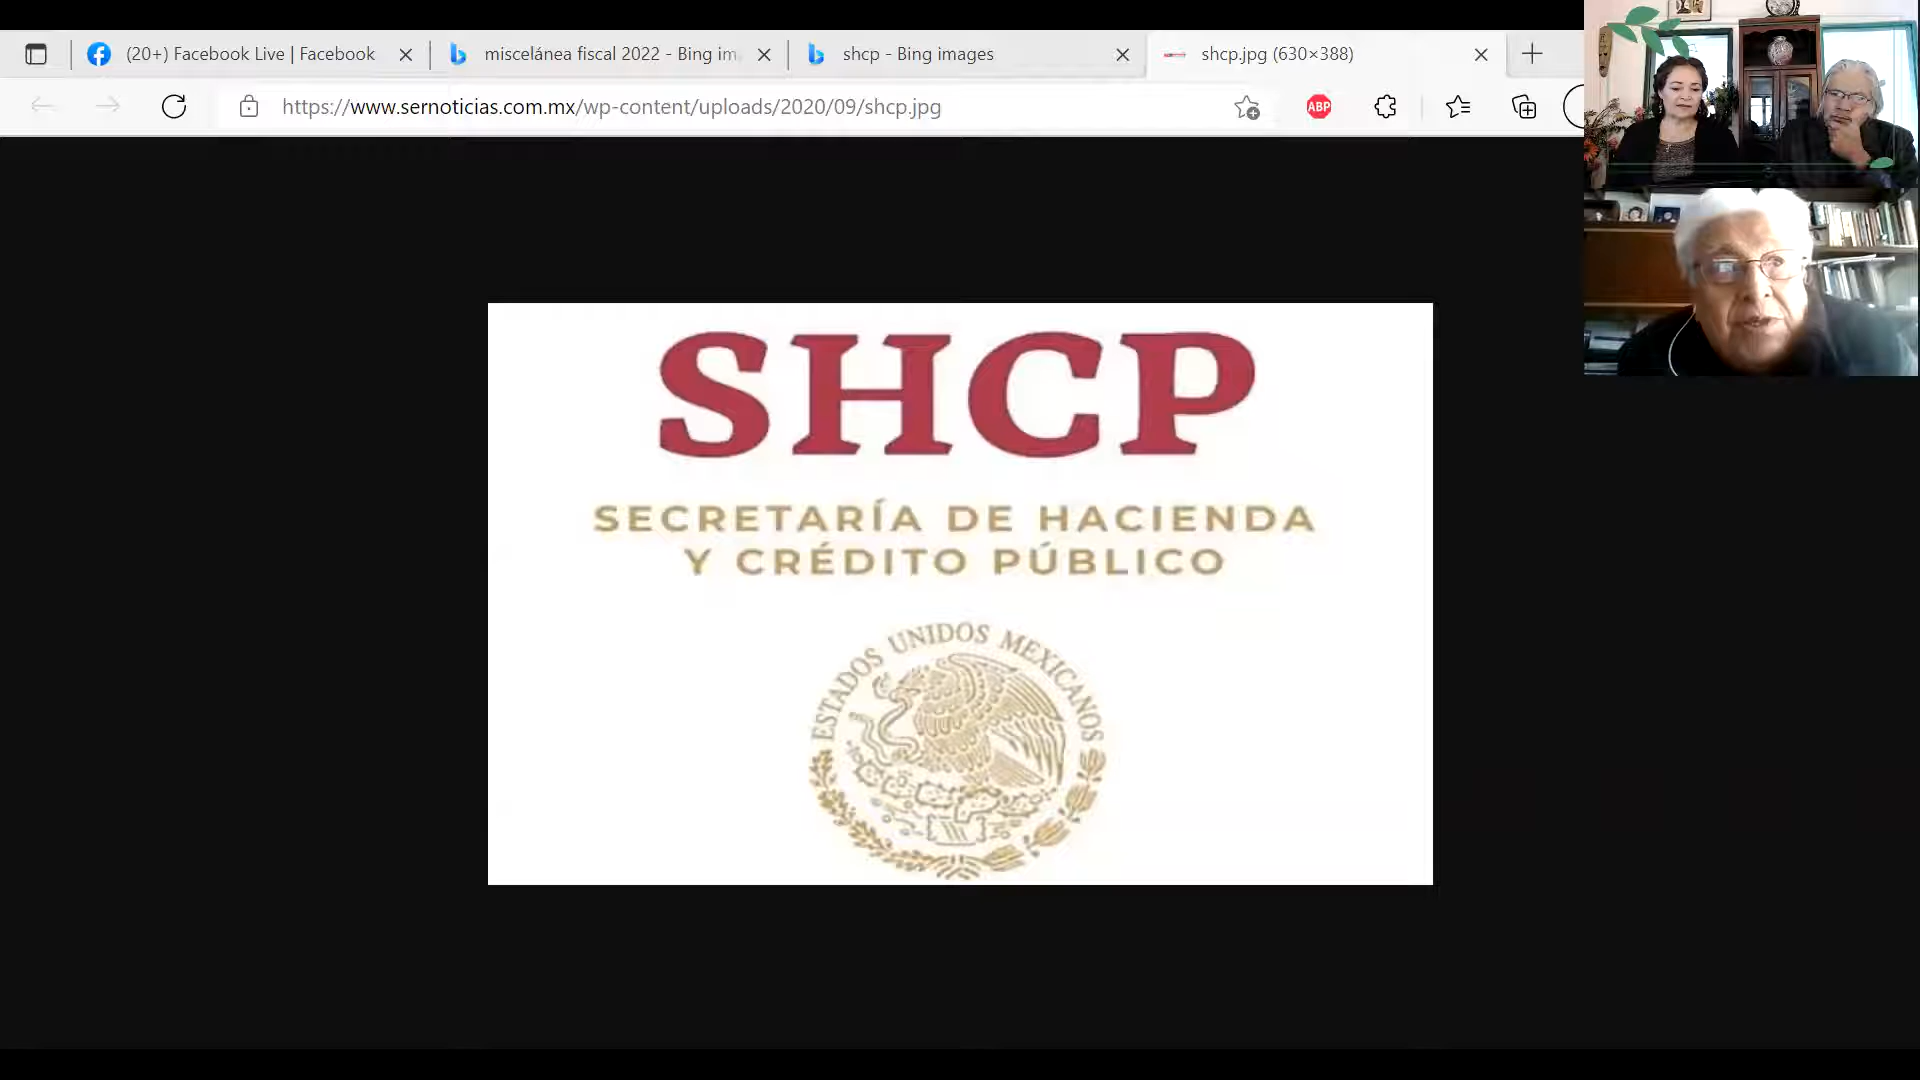 (20+) Facebook Live | Facebook
miscelánea fiscal 2022 - Bing im
shcp - Bing images
shcp.jpg (630×388)
https://www.sernoticias.com.mx/wp-content/uploads/2020/09/shcp.jpg
ABP
SHCP
SECRETARÍA DE HACIENDA
Y CRÉDITO PÚBLICO
ESTADOS UNIDOS MEXICANOS